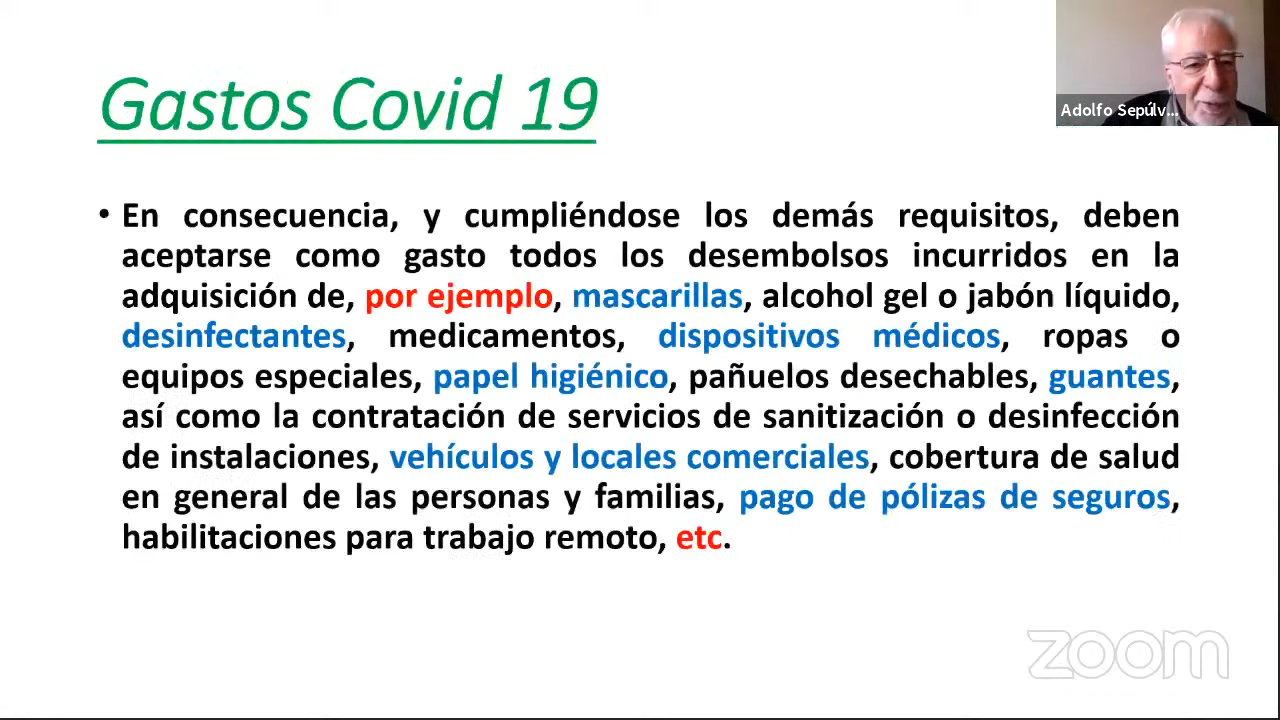 Gastos Covid 19
Adolfo Sepúlv...
• En consecuencia, y cumpliéndose los demás requisitos, deben
aceptarse como gasto todos los desembolsos incurridos en la
adquisición de, por ejemplo, mascarillas, alcohol gel o jabón líquido,
desinfectantes, medicamentos, dispositivos médicos, ropas o
equipos especiales, papel higiénico, pañuelos desechables, guantes,
así como la contratación de servicios de sanitización o desinfección
de instalaciones, vehículos y locales comerciales, cobertura de salud
en general de las personas y familias, pago de pólizas de seguros,
habilitaciones para trabajo remoto, etc.
zoom